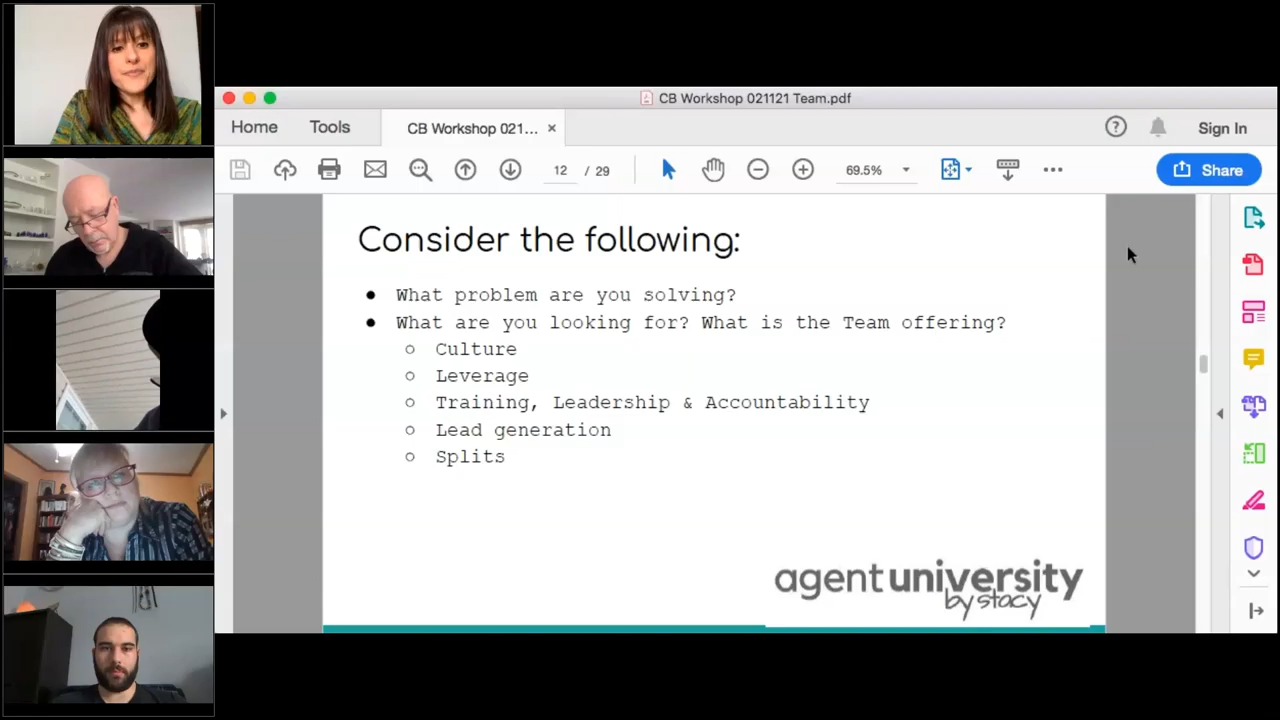 CB Workshop 021121 Team.pdf
Home Tools CB Workshop 021... × Sign In
12 / 29 69.5% Share
Consider the following:
● What problem are you solving?
● What are you looking for? What is the Team offering?
○ Culture
○ Leverage
○ Training, Leadership & Accountability
○ Lead generation
○ Splits
agent university
by stacy